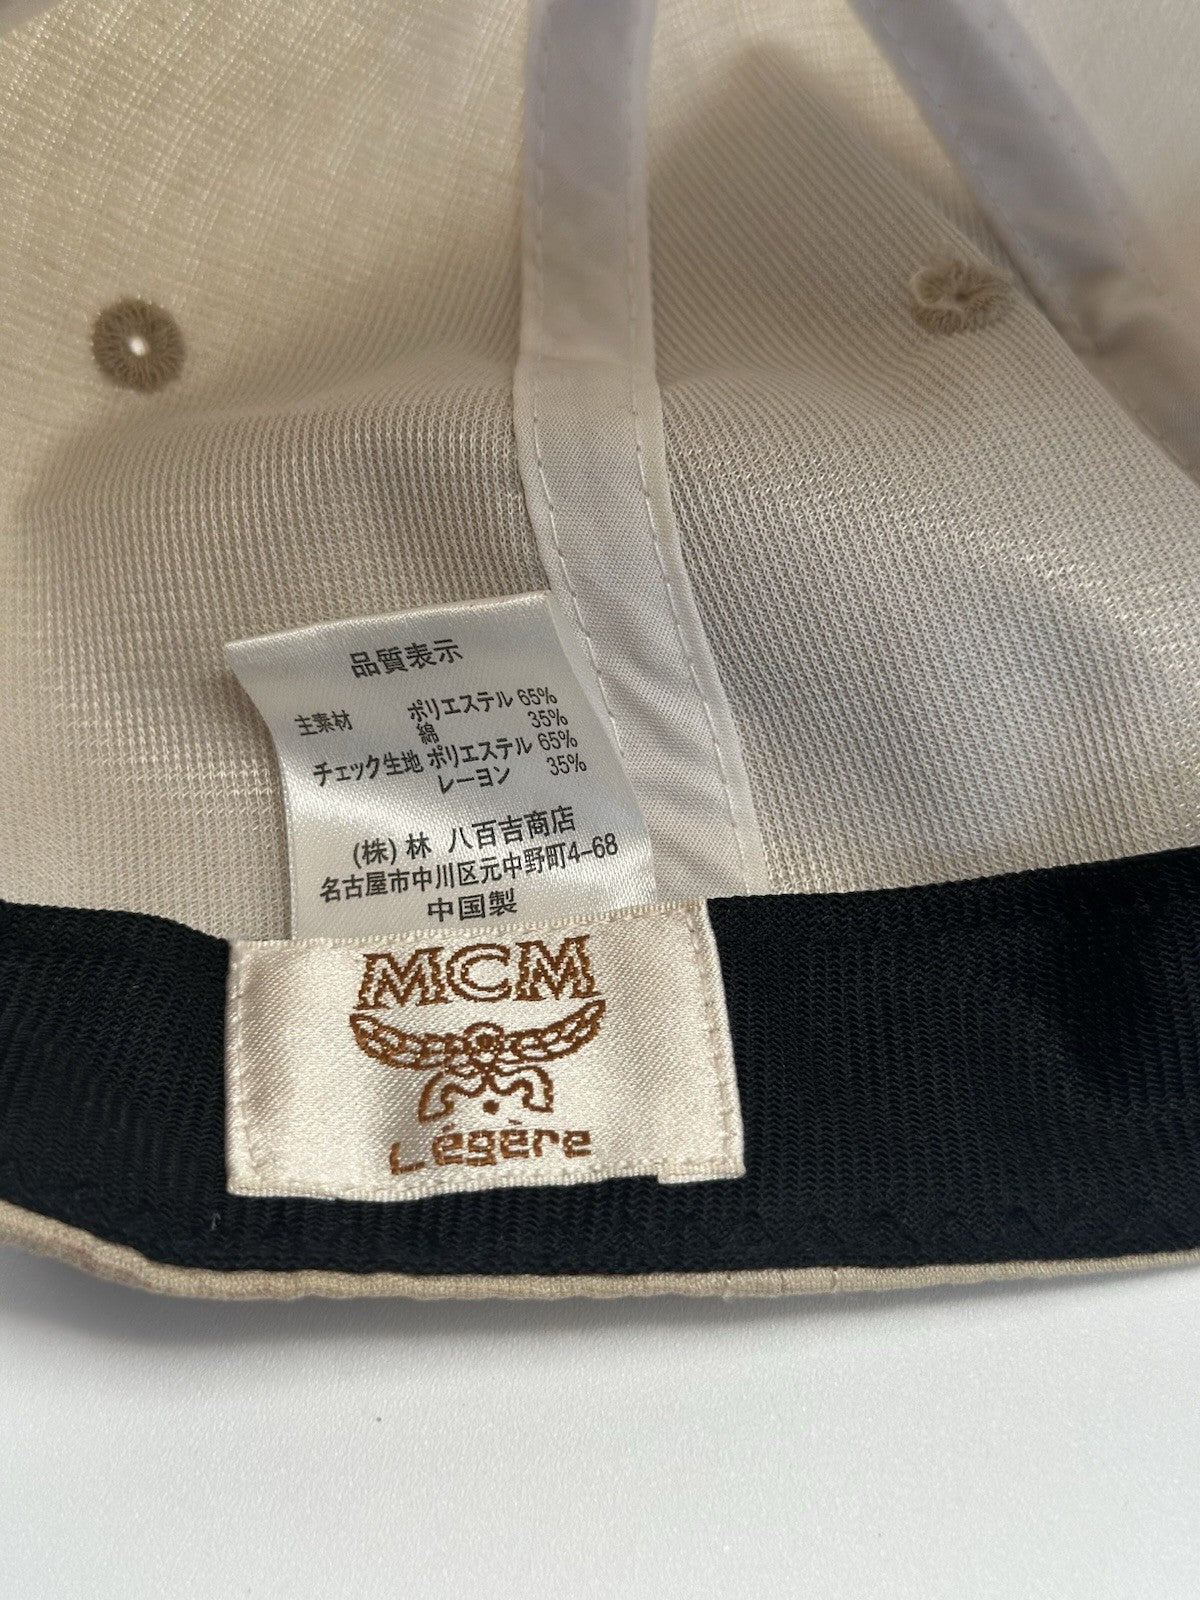 品質表示
主素材 ポリエステル 65%
綿 35%
チェック生地 ポリエステル 65%
レーヨン 35%
(株) 林 八百吉商店
名古屋市中川区元中野町4-68
中国製
MCM
Légère